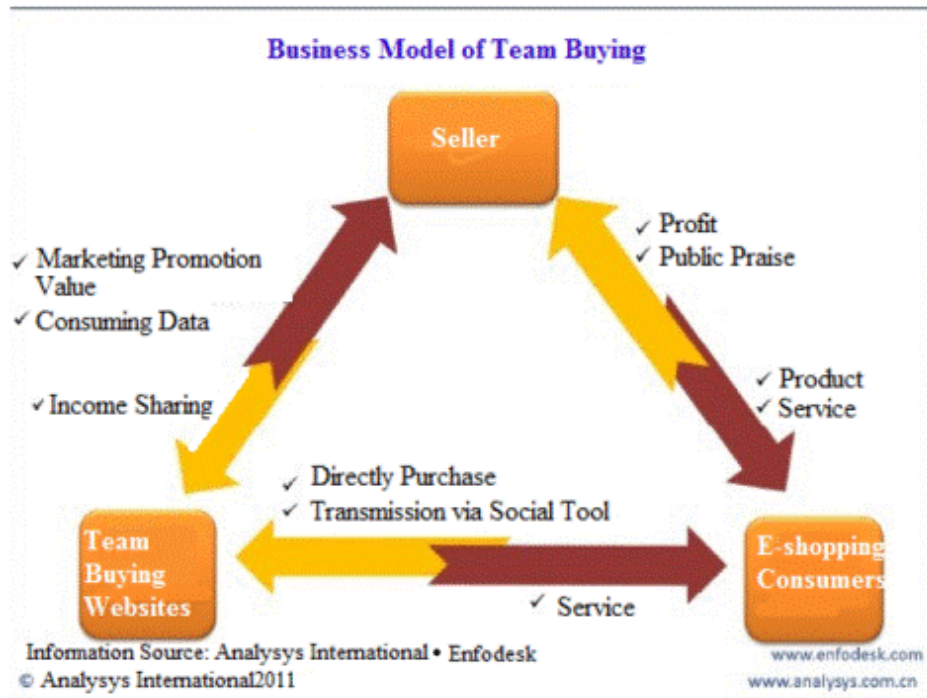 Business Model of Team Buying
Seller
✓ Profit
✓ Public Praise
✓ Marketing Promotion
Value
✓ Consuming Data
✓ Product
✓ Service
✓ Income Sharing
✓ Directly Purchase
✓ Transmission via Social Tool
Team
Buying
Websites
E-shopping
Consumers
✓ Service
Information Source: Analysys International • Enfodesk
© Analysys International2011
www.enfodesk.com
www.analysys.com.cn